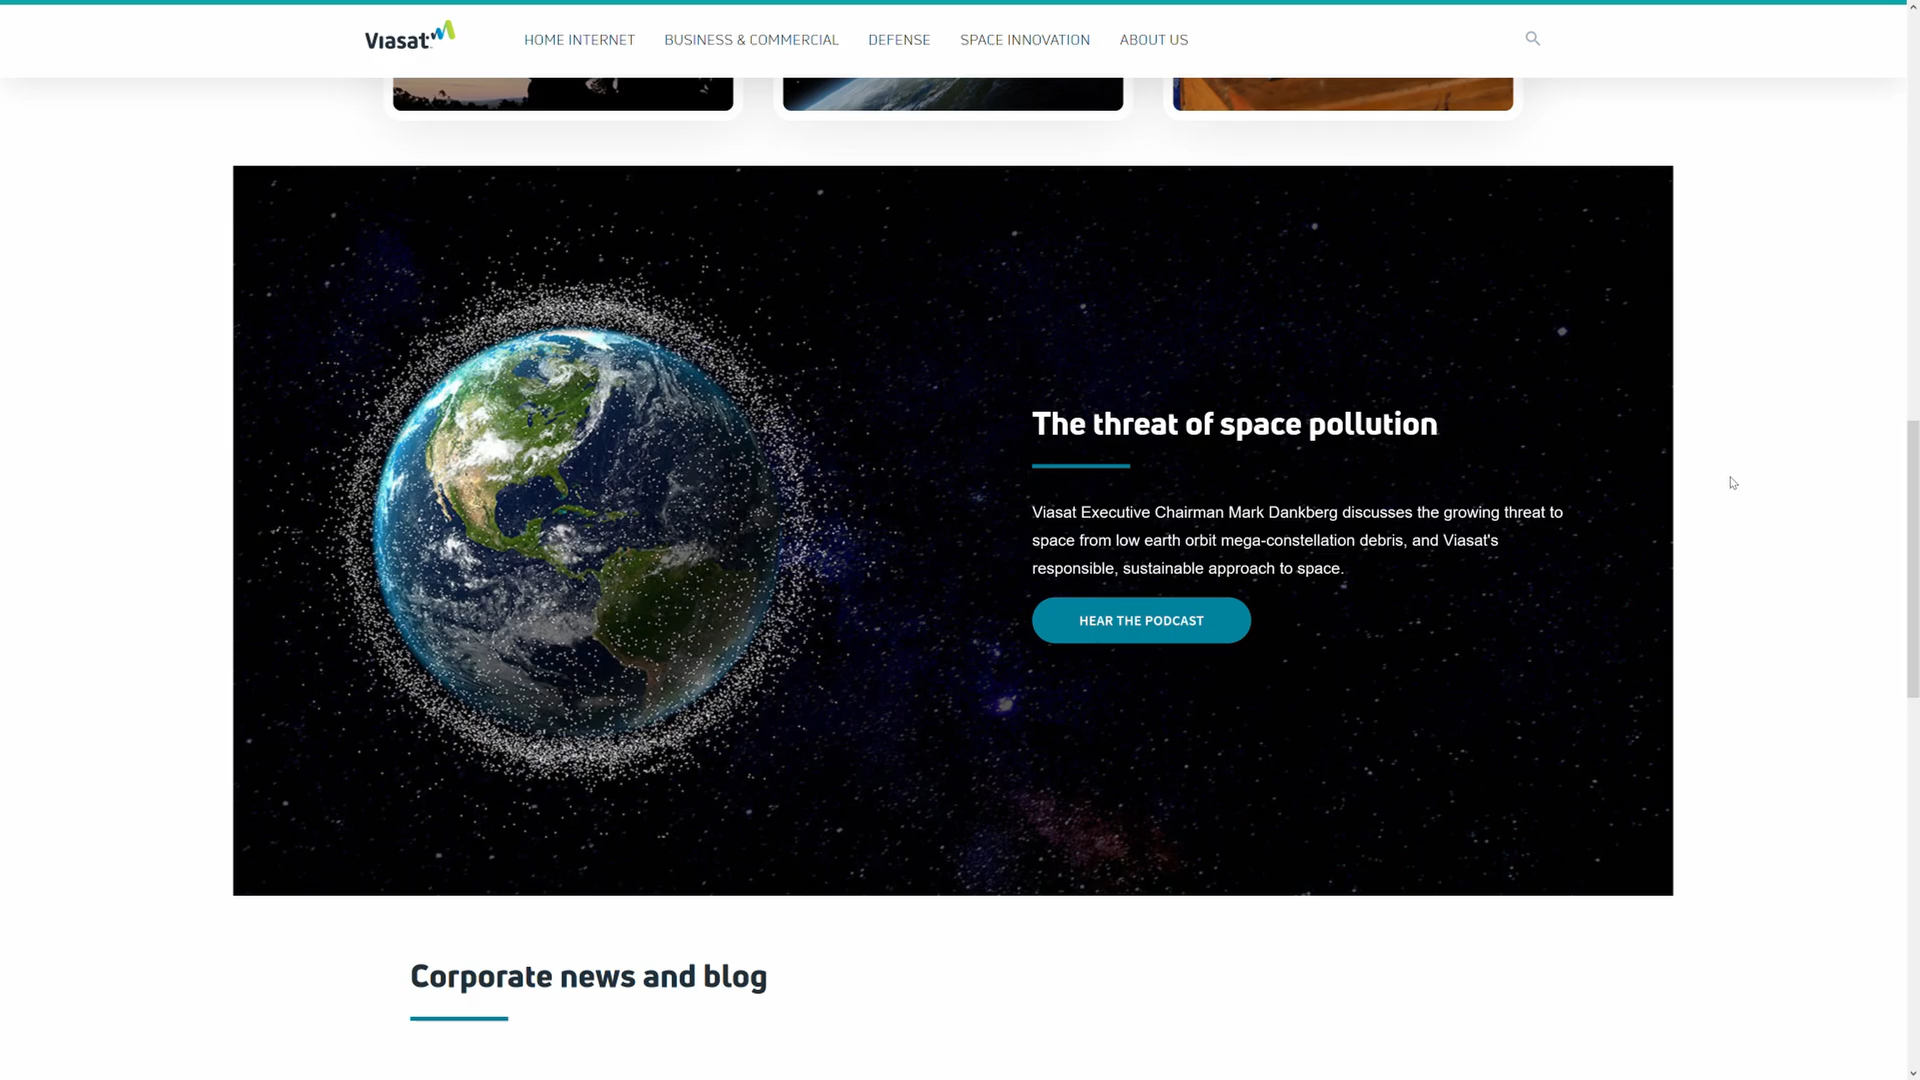 Viasat
HOME INTERNET
BUSINESS & COMMERCIAL
DEFENSE
SPACE INNOVATION
ABOUT US
The threat of space pollution
Viasat Executive Chairman Mark Dankberg discusses the growing threat to
space from low earth orbit mega-constellation debris, and Viasat's
responsible, sustainable approach to space.
HEAR THE PODCAST
Corporate news and blog